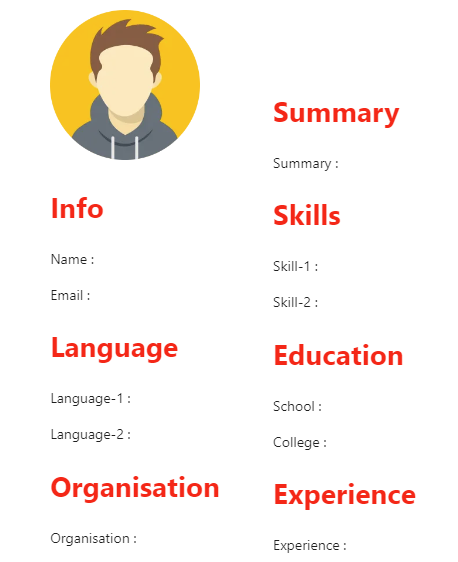 Info
Name :
Email :
Language
Language-1 :
Language-2 :
Organisation
Organisation :
Summary
Summary :
Skills
Skill-1 :
Skill-2 :
Education
School :
College :
Experience
Experience :